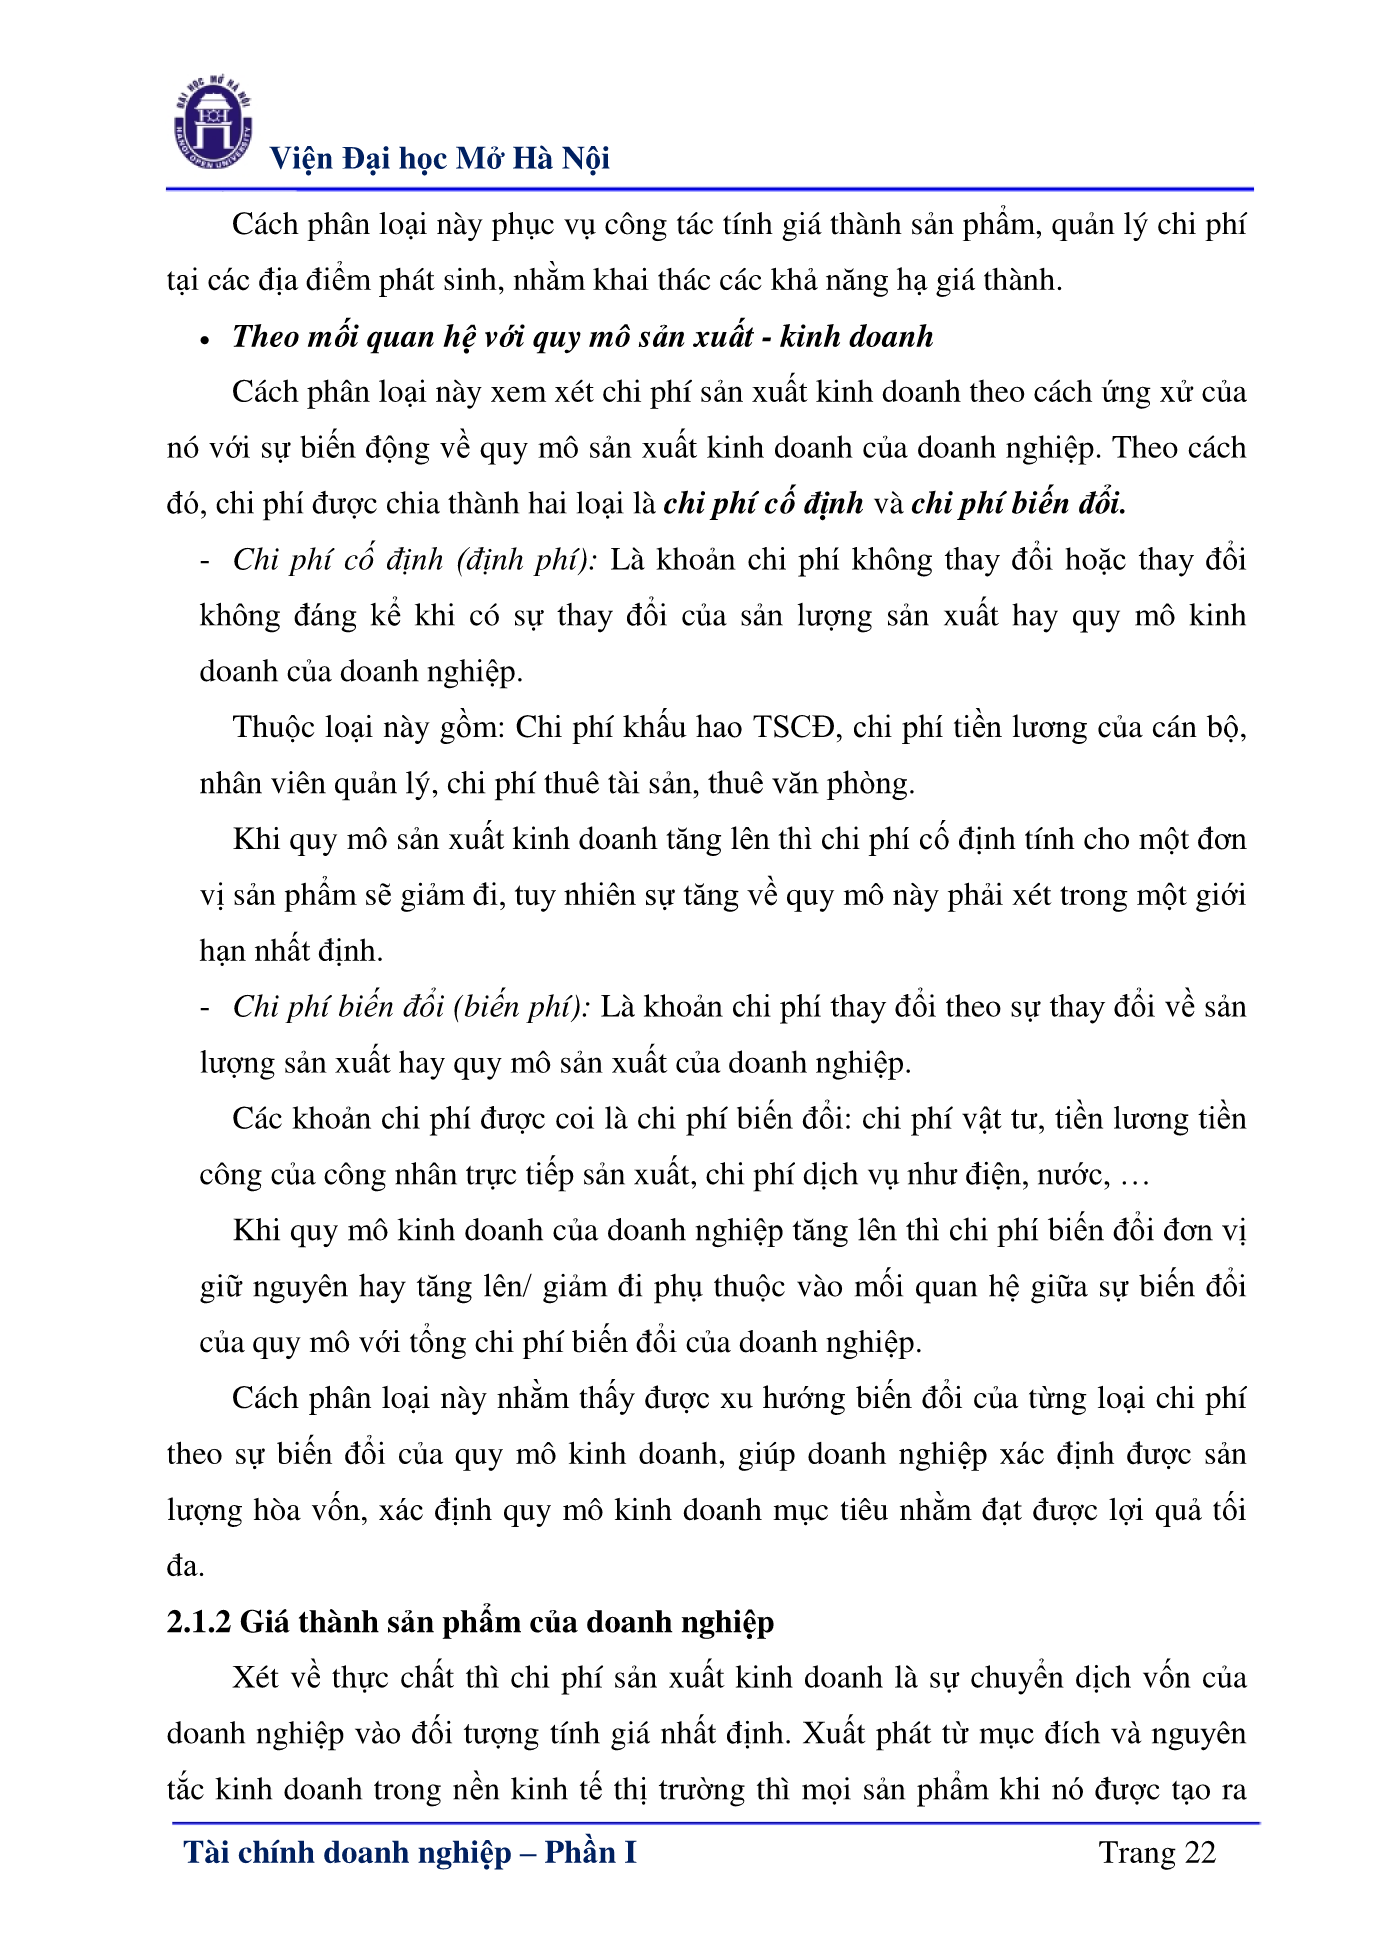 ĐẠI HỌC MỞ HÀ NỘI
HANOI OPEN UNIVERSITY
Viện Đại học Mở Hà Nội
Cách phân loại này phục vụ công tác tính giá thành sản phẩm, quản lý chi phí
tại các địa điểm phát sinh, nhằm khai thác các khả năng hạ giá thành.
• Theo mối quan hệ với quy mô sản xuất - kinh doanh
Cách phân loại này xem xét chi phí sản xuất kinh doanh theo cách ứng xử của
nó với sự biến động về quy mô sản xuất kinh doanh của doanh nghiệp. Theo cách
đó, chi phí được chia thành hai loại là chi phí cố định và chi phí biến đổi.
- Chi phí cố định (định phí): Là khoản chi phí không thay đổi hoặc thay đổi
không đáng kể khi có sự thay đổi của sản lượng sản xuất hay quy mô kinh
doanh của doanh nghiệp.
Thuộc loại này gồm: Chi phí khấu hao TSCĐ, chi phí tiền lương của cán bộ,
nhân viên quản lý, chi phí thuê tài sản, thuê văn phòng.
Khi quy mô sản xuất kinh doanh tăng lên thì chi phí cố định tính cho một đơn
vị sản phẩm sẽ giảm đi, tuy nhiên sự tăng về quy mô này phải xét trong một giới
hạn nhất định.
- Chi phí biến đổi (biến phí): Là khoản chi phí thay đổi theo sự thay đổi về sản
lượng sản xuất hay quy mô sản xuất của doanh nghiệp.
Các khoản chi phí được coi là chi phí biến đổi: chi phí vật tư, tiền lương tiền
công của công nhân trực tiếp sản xuất, chi phí dịch vụ như điện, nước, …
Khi quy mô kinh doanh của doanh nghiệp tăng lên thì chi phí biến đổi đơn vị
giữ nguyên hay tăng lên/ giảm đi phụ thuộc vào mối quan hệ giữa sự biến đổi
của quy mô với tổng chi phí biến đổi của doanh nghiệp.
Cách phân loại này nhằm thấy được xu hướng biến đổi của từng loại chi phí
theo sự biến đổi của quy mô kinh doanh, giúp doanh nghiệp xác định được sản
lượng hòa vốn, xác định quy mô kinh doanh mục tiêu nhằm đạt được lợi quả tối
đa.
2.1.2 Giá thành sản phẩm của doanh nghiệp
Xét về thực chất thì chi phí sản xuất kinh doanh là sự chuyển dịch vốn của
doanh nghiệp vào đối tượng tính giá nhất định. Xuất phát từ mục đích và nguyên
tắc kinh doanh trong nền kinh tế thị trường thì mọi sản phẩm khi nó được tạo ra
Tài chính doanh nghiệp – Phần I Trang 22